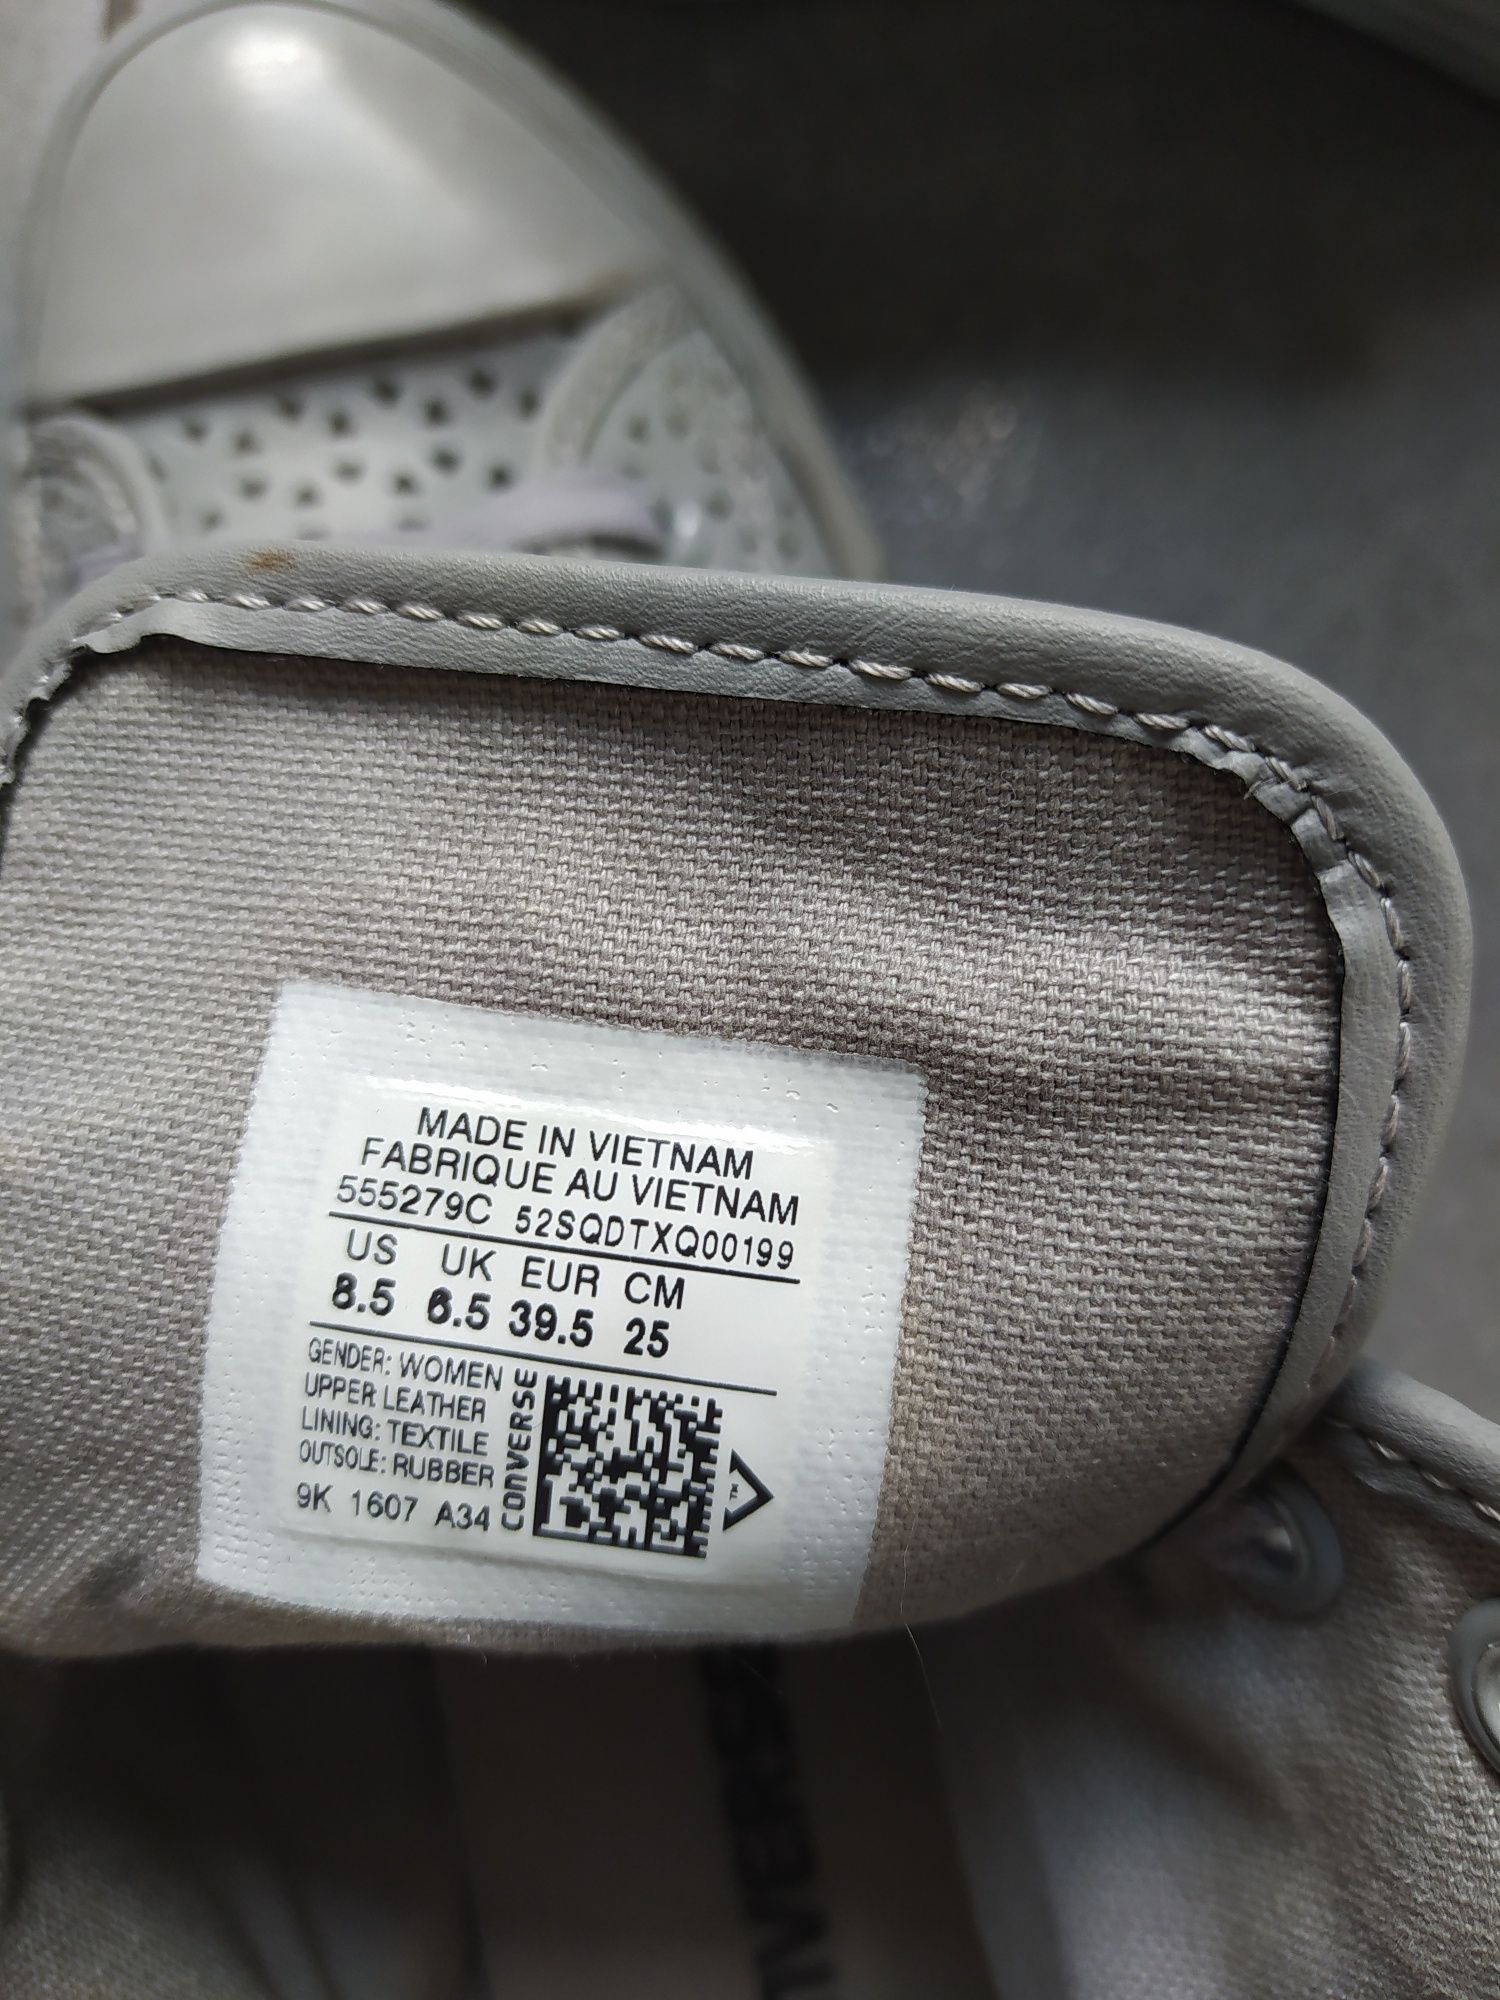 MADE IN VIETNAM
FABRIQUE AU VIETNAM
555279C 52SQDTXQ00199
US UK EUR CM
8.5 6.5 39.5 25
GENDER: WOMEN
UPPER LEATHER
LINING: TEXTILE
OUTSOLE: RUBBER
9K 1607 A34
CONVERSE
TM